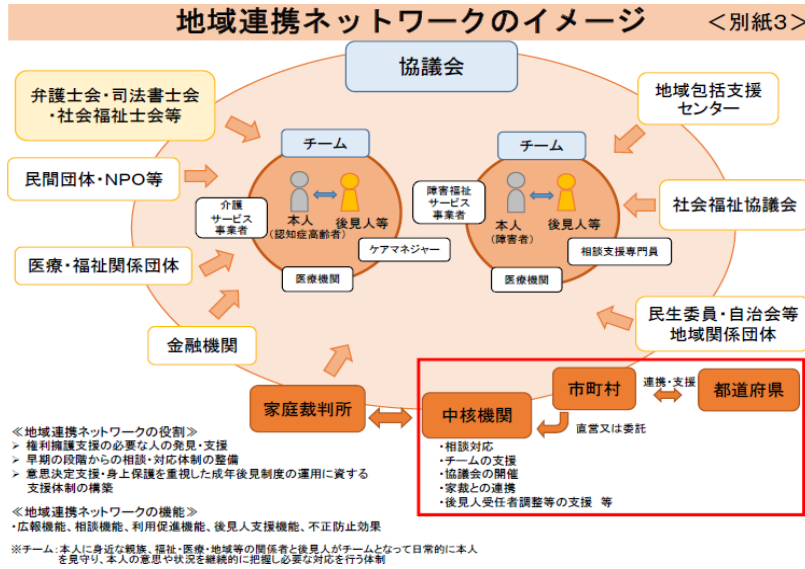 地域連携ネットワークのイメージ
<別紙3>
協議会
弁護士会・司法書士会
・社会福祉士会等
地域包括支援
センター
チーム
チーム
民間団体・NPO等
介護
サービス
事業者
本人
(認知症高齢者)
後見人等
ケアマネジャー
医療機関
障害福祉
サービス
事業者
本人
(障害者)
後見人等
相談支援専門員
医療機関
社会福祉協議会
医療・福祉関係団体
民生委員・自治会等
地域関係団体
金融機関
家庭裁判所
中核機関
市町村
連携・支援
都道府県
直営又は委託
・相談対応
・チームの支援
・協議会の開催
・家裁との連携
・後見人受任者調整等の支援 等
≪地域連携ネットワークの役割≫
➢ 権利擁護支援の必要な人の発見・支援
➢ 早期の段階からの相談・対応体制の整備
➢ 意思決定支援・身上保護を重視した成年後見制度の運用に資する
支援体制の構築
≪地域連携ネットワークの機能≫
・広報機能、相談機能、利用促進機能、後見人支援機能、不正防止効果
※チーム:本人に身近な親族、福祉・医療・地域等の関係者と後見人がチームとなって日常的に本人
を見守り、本人の意思や状況を継続的に把握し必要な対応を行う体制